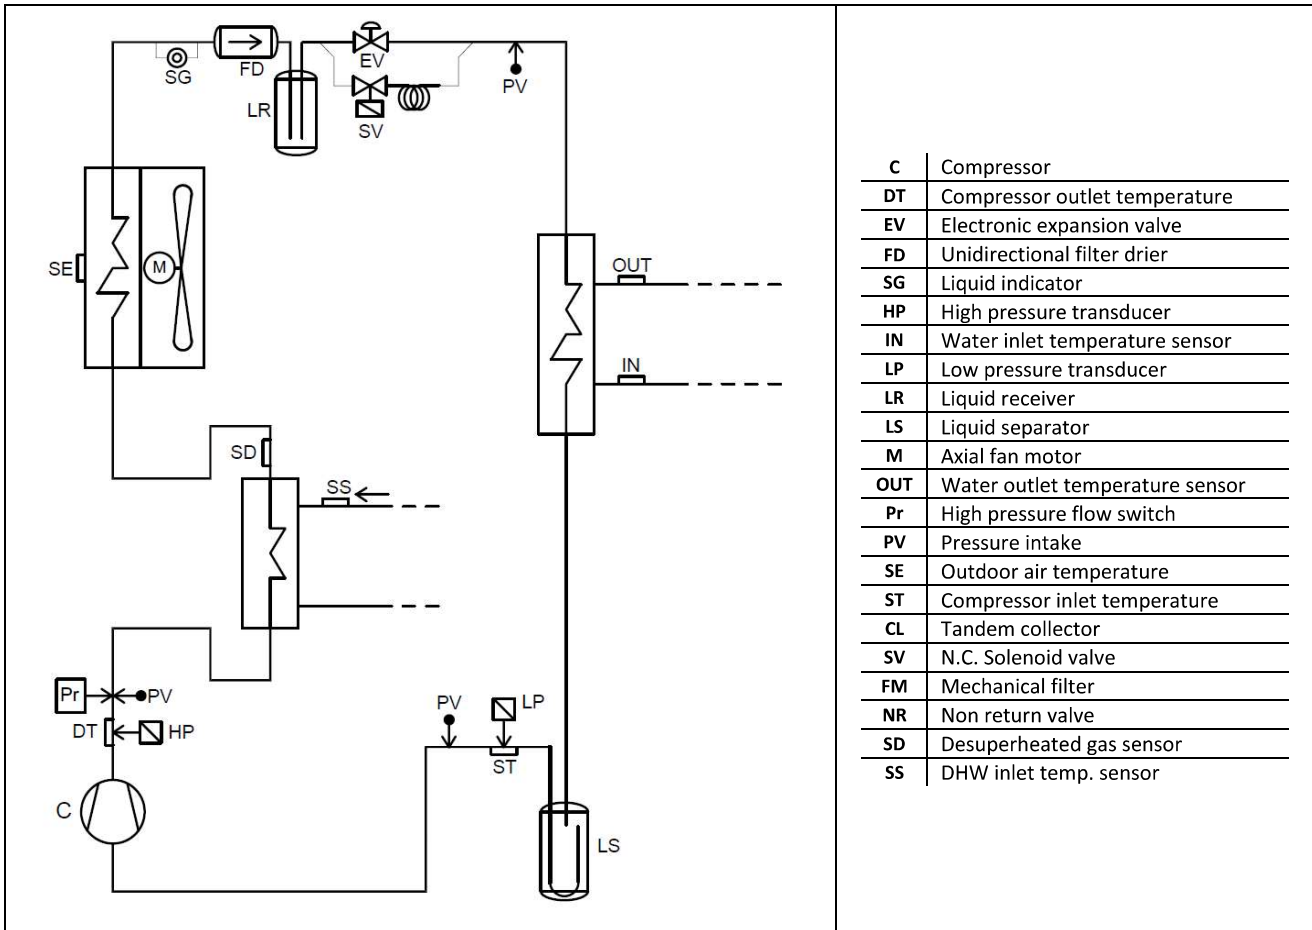 SG
FD
LR
EV
SV
PV
SE
M
OUT
IN
SD
SS
Pr
PV
DT
HP
C
PV
LP
ST
LS
C Compressor
DT Compressor outlet temperature
EV Electronic expansion valve
FD Unidirectional filter drier
SG Liquid indicator
HP High pressure transducer
IN Water inlet temperature sensor
LP Low pressure transducer
LR Liquid receiver
LS Liquid separator
M Axial fan motor
OUT Water outlet temperature sensor
Pr High pressure flow switch
PV Pressure intake
SE Outdoor air temperature
ST Compressor inlet temperature
CL Tandem collector
SV N.C. Solenoid valve
FM Mechanical filter
NR Non return valve
SD Desuperheated gas sensor
SS DHW inlet temp. sensor